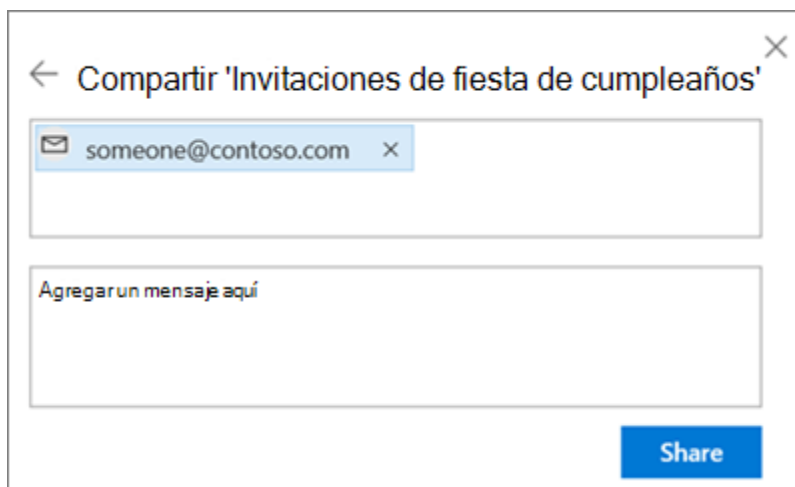 Compartir 'Invitaciones de fiesta de cumpleaños'
someone@contoso.com
Agregar un mensaje aquí
Share